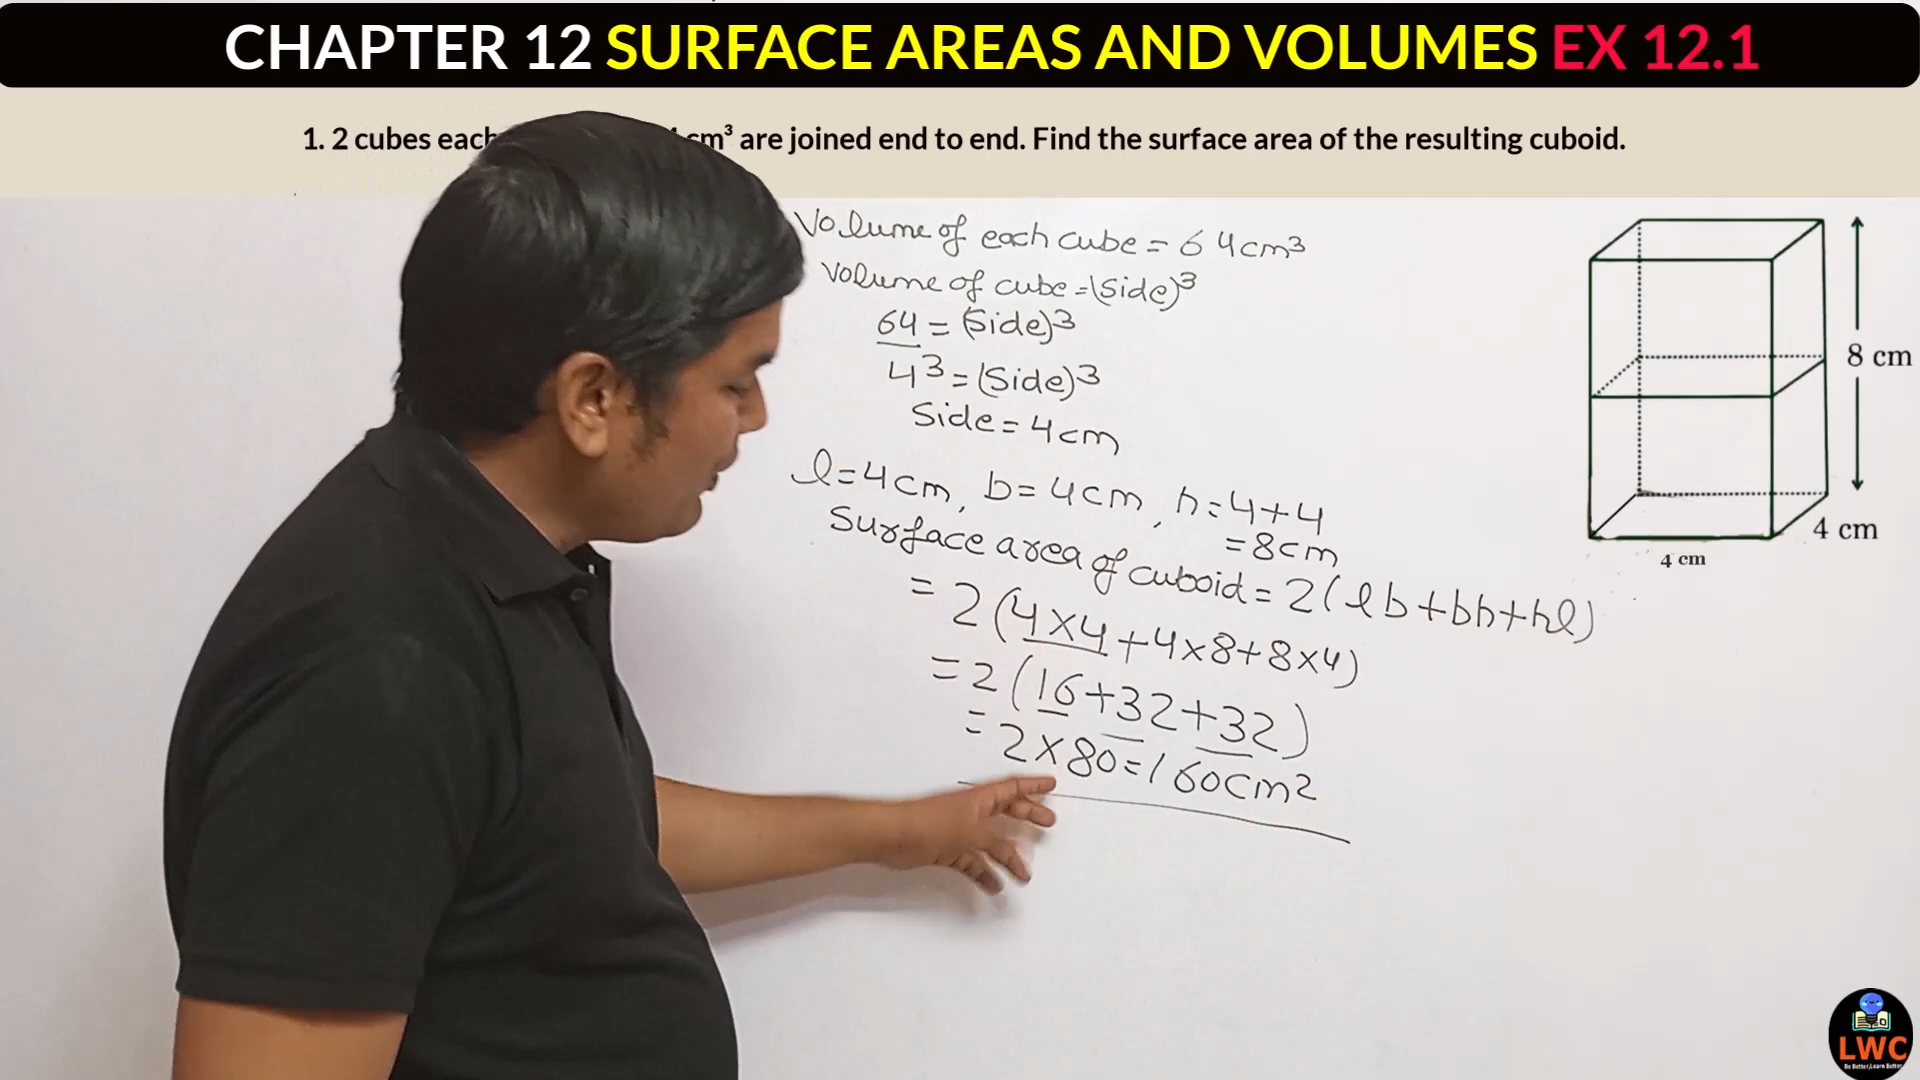 CHAPTER 12 SURFACE AREAS AND VOLUMES EX 12.1
1. 2 cubes each cm³ are joined end to end. Find the surface area of the resulting cuboid.
Volume of each cube = 64cm³
Volume of cube = (Side)³
64 = (Side)³
4³ = (Side)³
Side = 4cm
l=4cm, b=4cm, h=4+4
=8cm
Surface area of cuboid = 2(lb+bh+hl)
= 2(4×4+4×8+8×4)
= 2(16+32+32)
= 2×80=160cm²
8 cm
4 cm
4 cm
LWC
Be Better, Learn Better